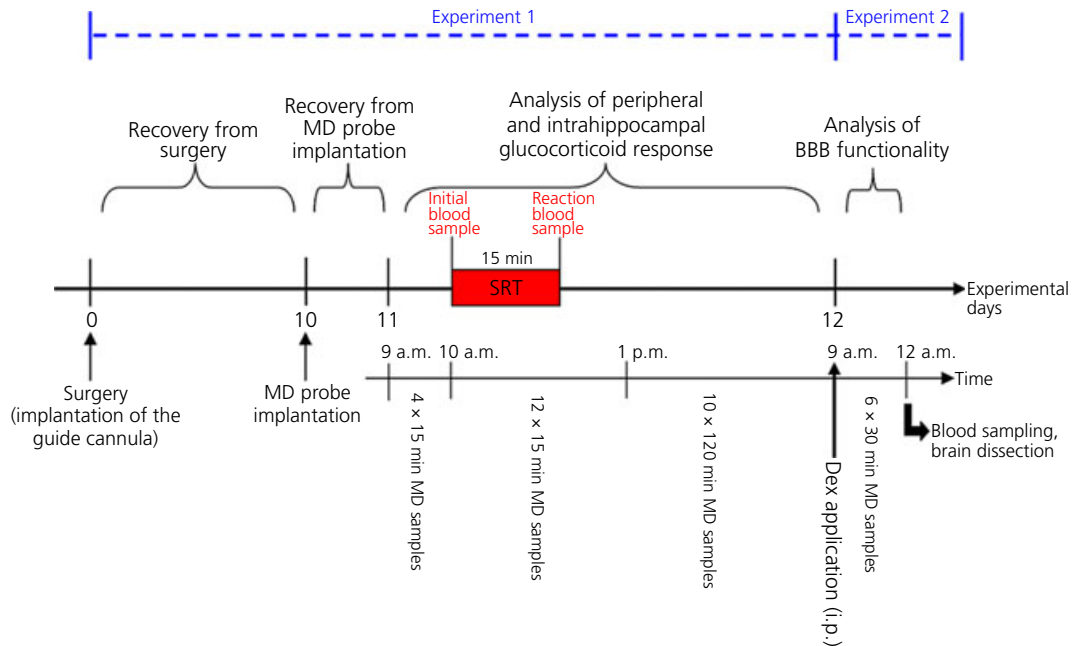 Experiment 1
Experiment 2
Recovery from
surgery
Recovery from
MD probe
implantation
Analysis of peripheral
and intrahippocampal
glucocorticoid response
Analysis of
BBB functionality
Initial
blood
sample
Reaction
blood
sample
15 min
SRT
Experimental
days
0
10
11
12
9 a.m.
10 a.m.
1 p.m.
9 a.m.
12 a.m.
Time
Surgery
(implantation of the
guide cannula)
MD probe
implantation
4 × 15 min MD samples
12 × 15 min MD samples
10 × 120 min MD samples
Dex application (i.p.)
6 × 30 min MD samples
Blood sampling,
brain dissection